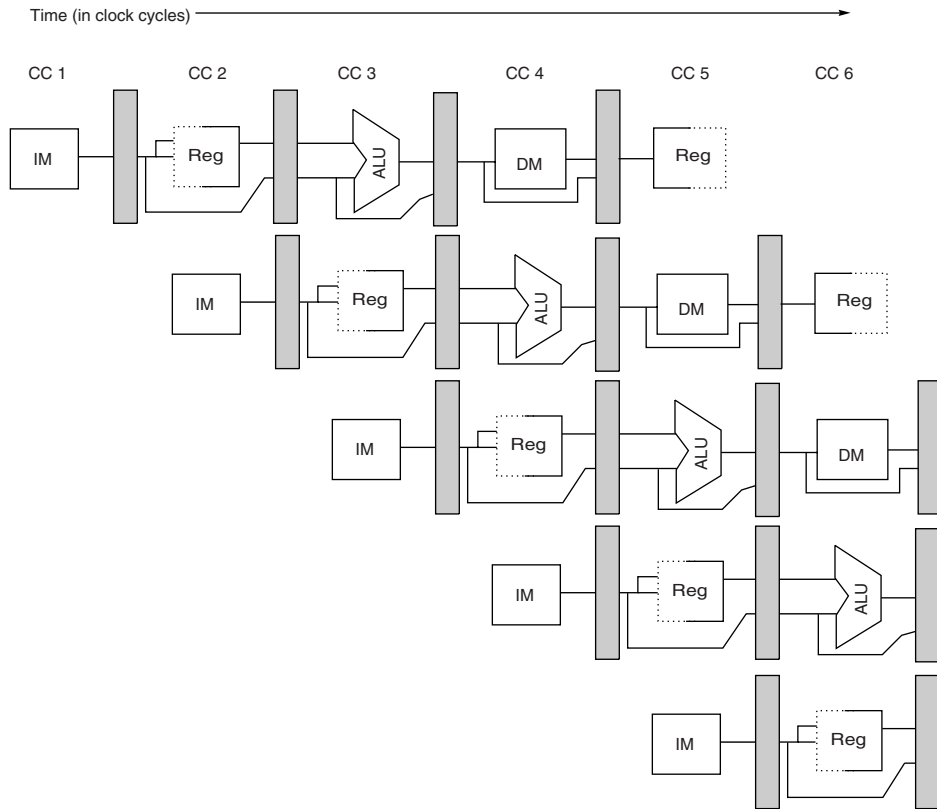 Time (in clock cycles)
CC 1 CC 2 CC 3 CC 4 CC 5 CC 6
IM Reg ALU DM Reg
IM Reg ALU DM Reg
IM Reg ALU DM
IM Reg ALU
IM Reg